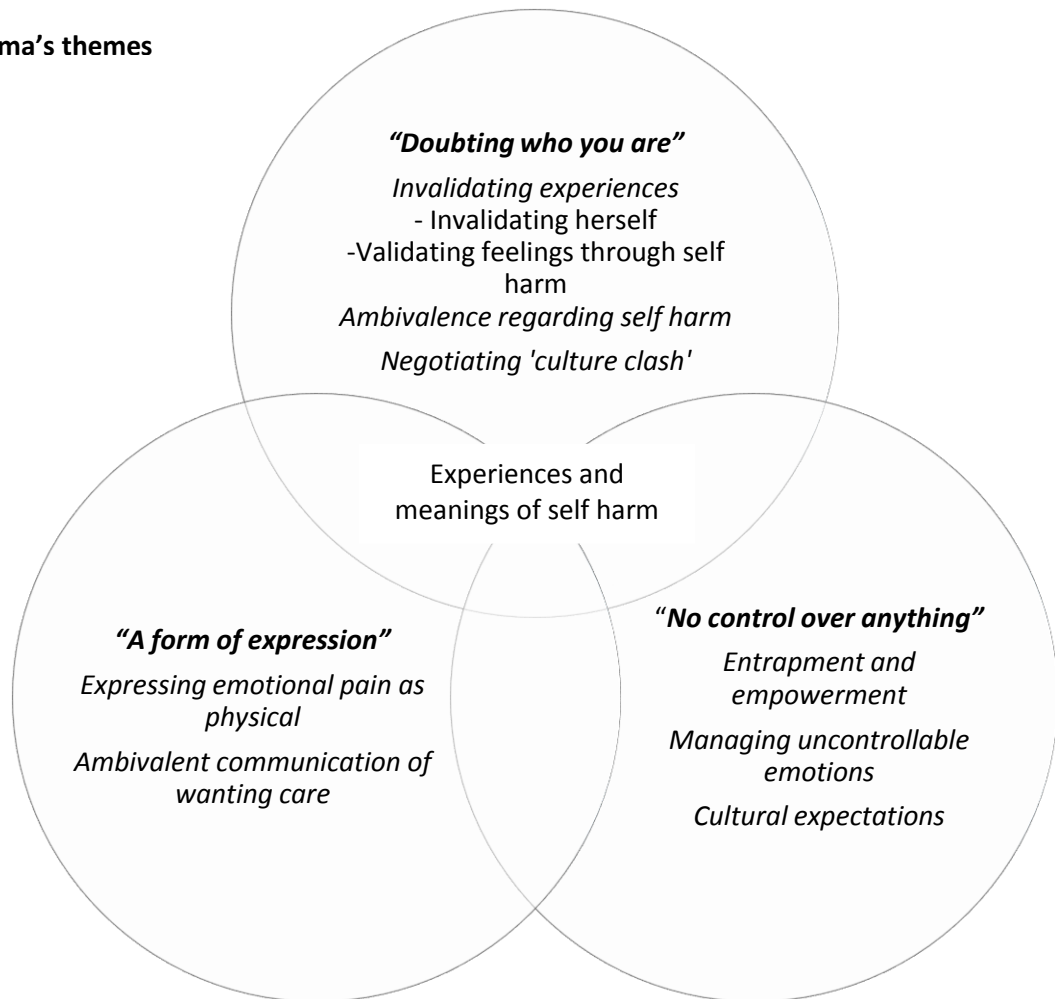 ma’s themes
“Doubting who you are”
Invalidating experiences
- Invalidating herself
-Validating feelings through self
harm
Ambivalence regarding self harm
Negotiating 'culture clash'
Experiences and
meanings of self harm
“A form of expression”
Expressing emotional pain as
physical
Ambivalent communication of
wanting care
“No control over anything”
Entrapment and
empowerment
Managing uncontrollable
emotions
Cultural expectations